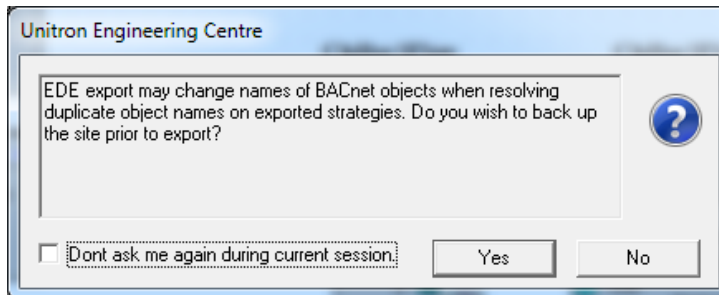 Unitron Engineering Centre
EDE export may change names of BACnet objects when resolving
duplicate object names on exported strategies. Do you wish to back up
the site prior to export?
Dont ask me again during current session.
Yes
No